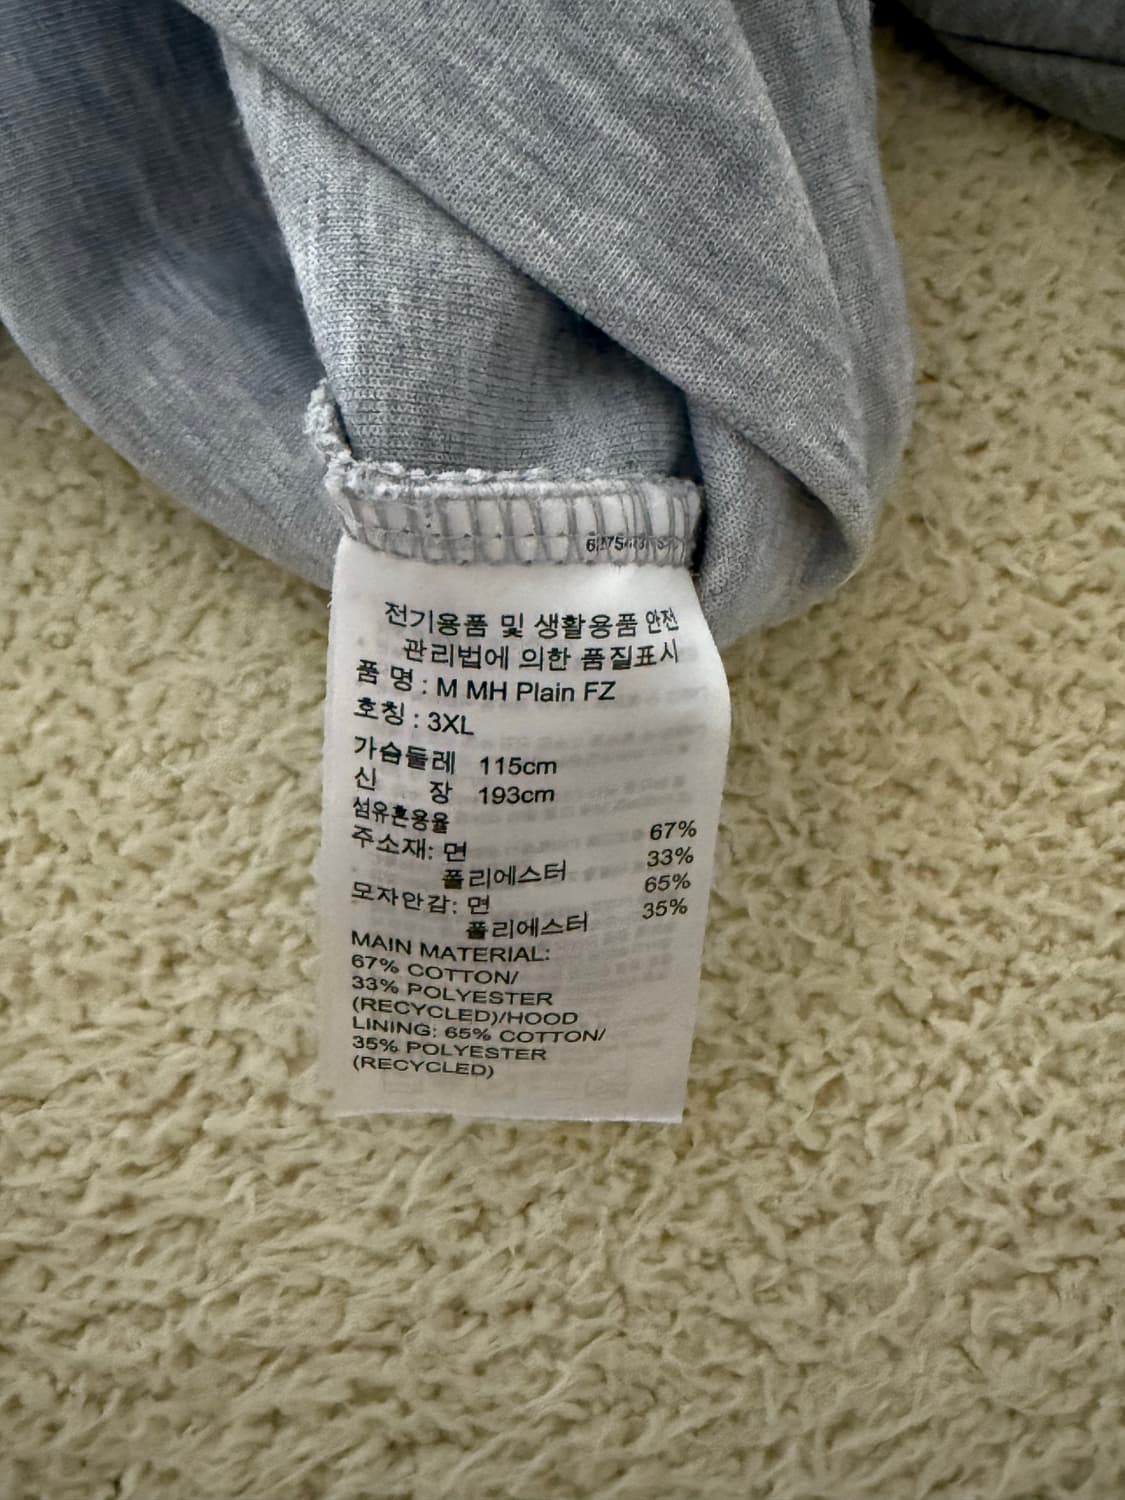 전기용품 및 생활용품 안전
관리법에 의한 품질표시
품 명 : M MH Plain FZ
호칭 : 3XL
가슴둘레 115cm
신 장 193cm
섬유혼용율
주소재: 면 67%
폴리에스터 33%
모자안감: 면 65%
폴리에스터 35%
MAIN MATERIAL:
67% COTTON/
33% POLYESTER
(RECYCLED)/HOOD
LINING: 65% COTTON/
35% POLYESTER
(RECYCLED)